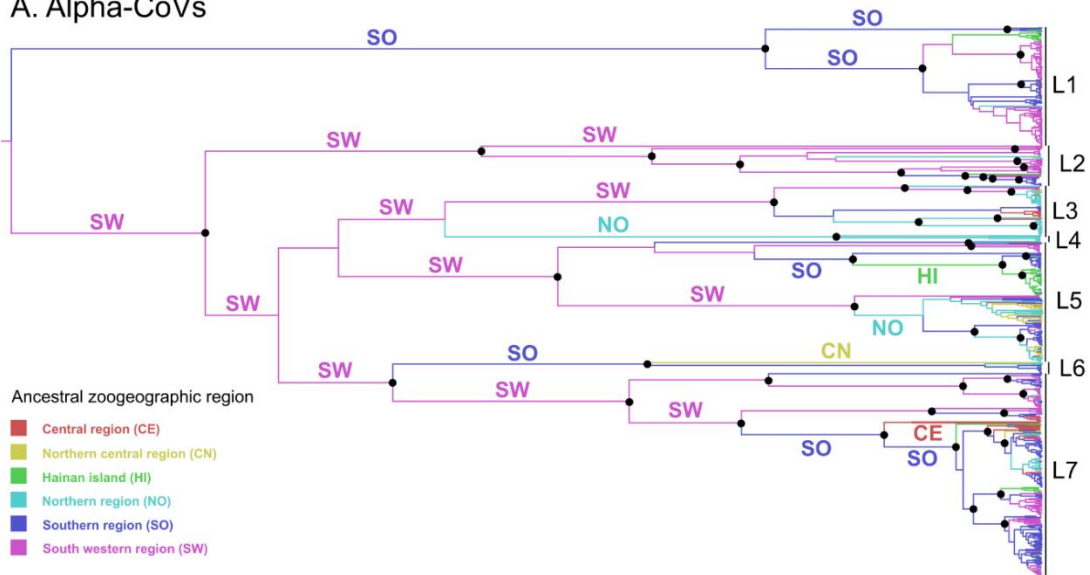 A. Alpha-CoVs
SO
SO
SO
L1
SW
SW
L2
SW
SW
L3
SW
NO
L4
SW
SO
HI
SW
L5
SW
NO
SO
CN
L6
SW
SW
SW
CE
SO
SO
L7
Ancestral zoogeographic region
Central region (CE)
Northern central region (CN)
Hainan island (HI)
Northern region (NO)
Southern region (SO)
South western region (SW)